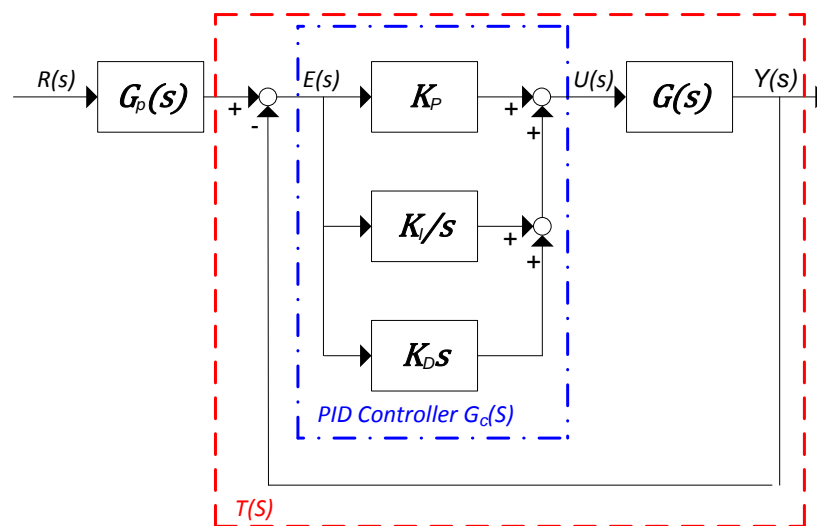 R(s)
Gp(s)
+
-
E(s)
KP
+
+
U(s)
G(s)
Y(s)
KI/s
+
+
KDs
PID Controller Gc(S)
T(S)